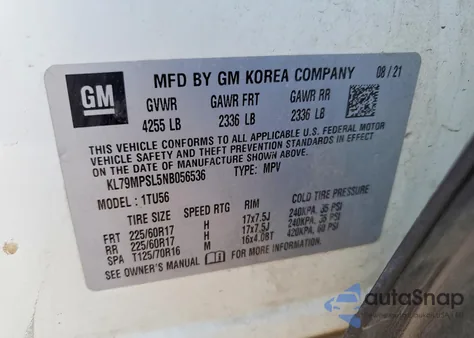 GM
MFD BY GM KOREA COMPANY 08/21
GVWR GAWR FRT GAWR RR
4255 LB 2336 LB 2336 LB
THIS VEHICLE CONFORMS TO ALL APPLICABLE U.S. FEDERAL MOTOR
VEHICLE SAFETY, BUMPER, AND THEFT PREVENTION STANDARDS IN EFFECT
ON THE DATE OF MANUFACTURE SHOWN ABOVE.
KL79MPSL5NB056536 TYPE: MPV
MODEL: 1TU56
TIRE SIZE SPEED RTG RIM COLD TIRE PRESSURE
FRT 225/60R17 H 17x7.5J 240KPA, 35 PSI
RR 225/60R17 H 17x7.5J 240KPA, 35 PSI
SPA T125/70R16 M 16x4.0BT 420KPA, 60 PSI
SEE OWNER'S MANUAL FOR MORE INFORMATION.
autoSnap